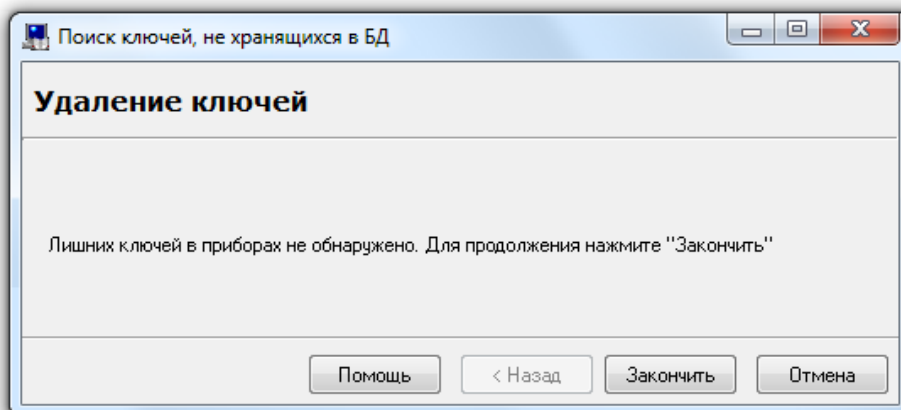 Поиск ключей, не хранящихся в БД
Удаление ключей
Лишних ключей в приборах не обнаружено. Для продолжения нажмите "Закончить"
Помощь < Назад Закончить Отмена